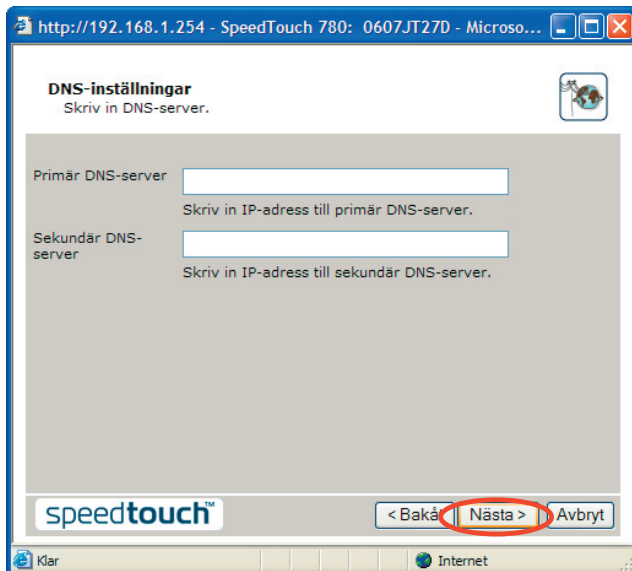 http://192.168.1.254 - SpeedTouch 780: 0607JT27D - Microso...
DNS-inställningar
Skriv in DNS-server.
Primär DNS-server
Skriv in IP-adress till primär DNS-server.
Sekundär DNS-
server
Skriv in IP-adress till sekundär DNS-server.
speedtouch™
< Bakåt Nästa > Avbryt
Klar Internet